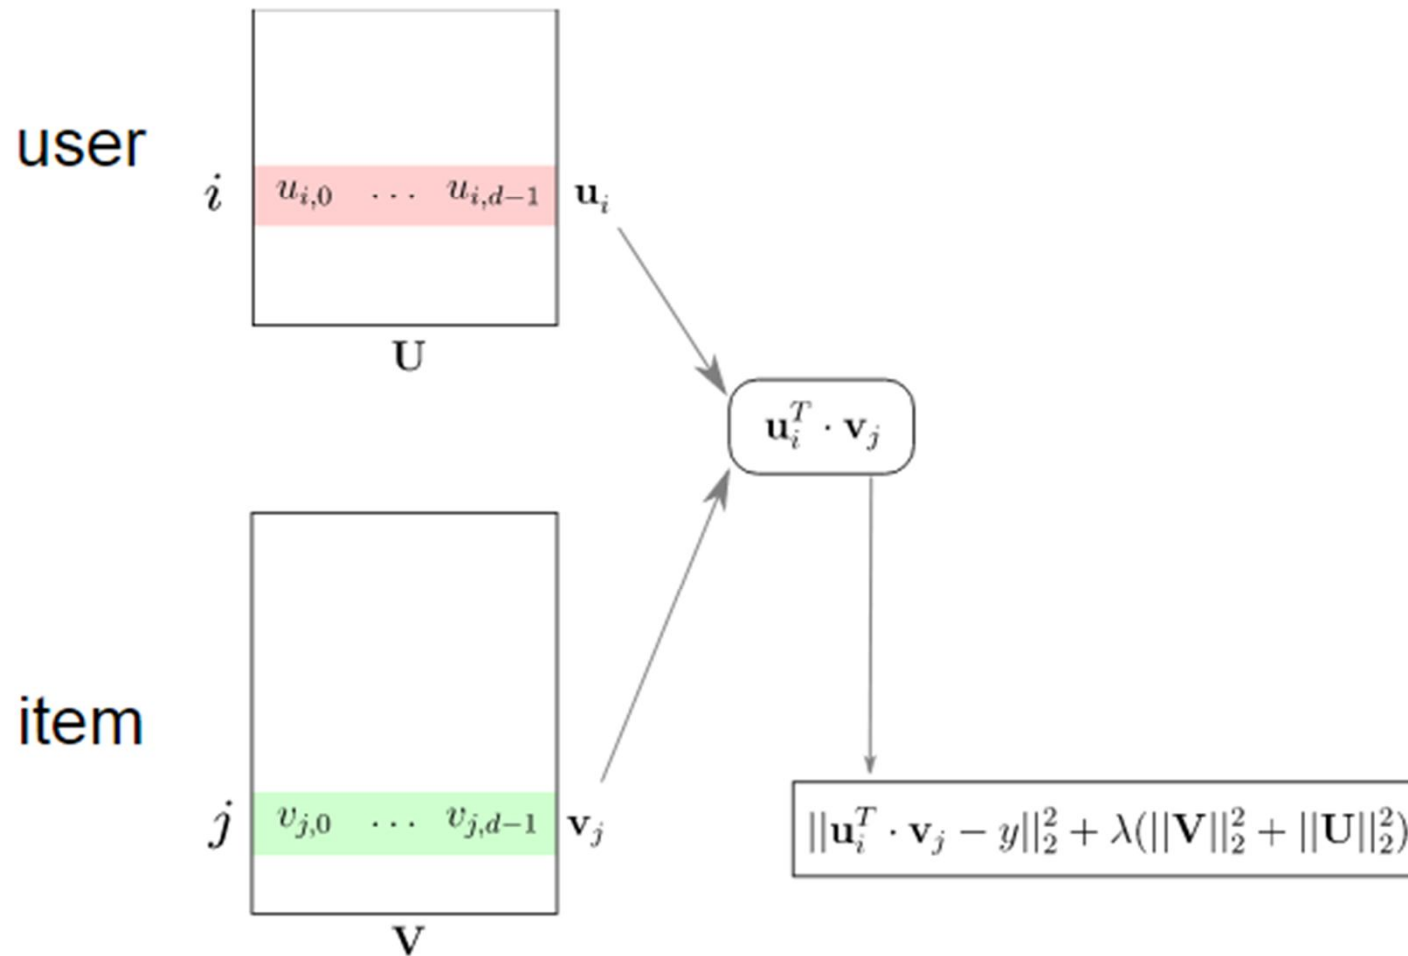 user
i u_{i,0} ... u_{i,d−1} u_i
U
u_i^T · v_j
item
j v_{j,0} ... v_{j,d−1} v_j
||u_i^T · v_j − y||_2^2 + λ(||V||_2^2 + ||U||_2^2)
V